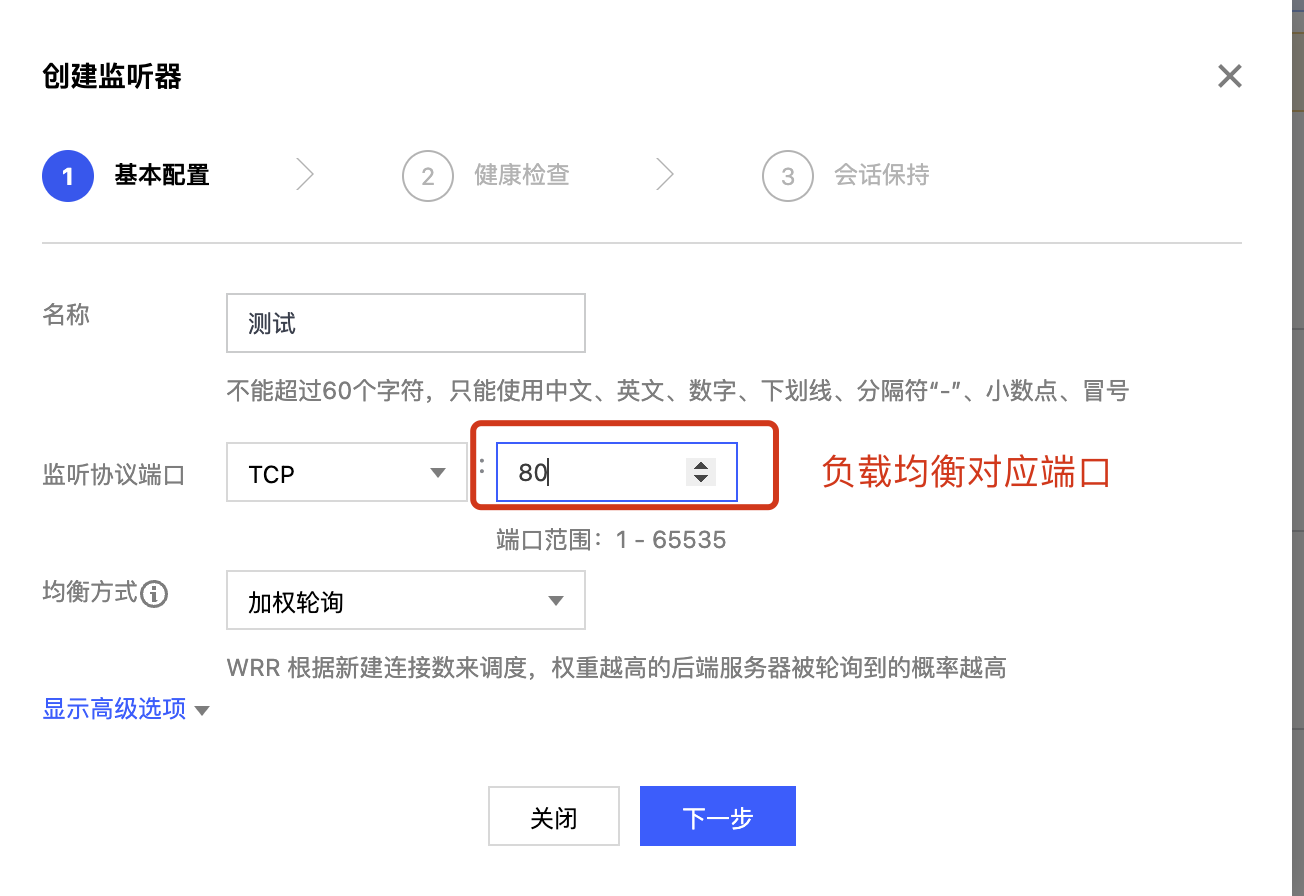 创建监听器
1 基本配置 2 健康检查 3 会话保持
名称 测试
不能超过60个字符，只能使用中文、英文、数字、下划线、分隔符“-”、小数点、冒号
监听协议端口 TCP : 80 负载均衡对应端口
端口范围：1 - 65535
均衡方式 加权轮询
WRR 根据新建连接数来调度，权重越高的后端服务器被轮询到的概率越高
显示高级选项
关闭 下一步